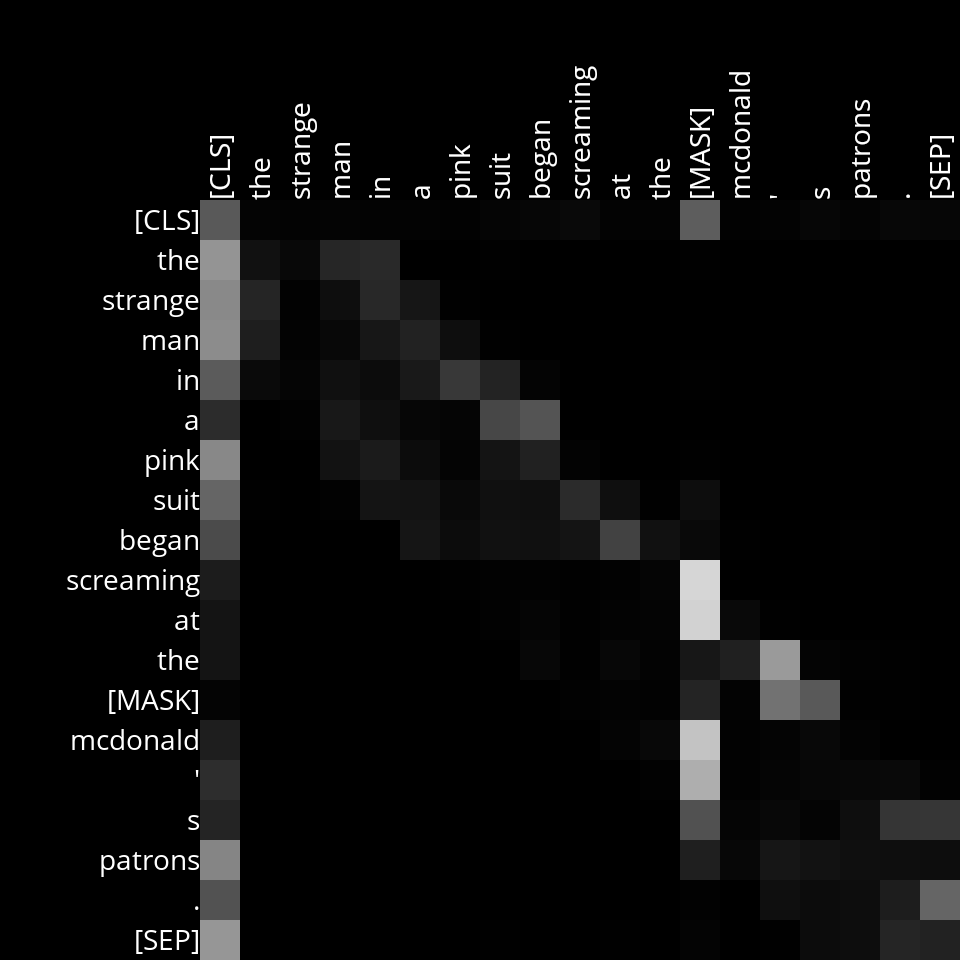 [CLS] the strange man in a pink suit began screaming at the [MASK] mcdonald ' s patrons . [SEP]
[CLS]
the
strange
man
in
a
pink
suit
began
screaming
at
the
[MASK]
mcdonald
'
s
patrons
.
[SEP]